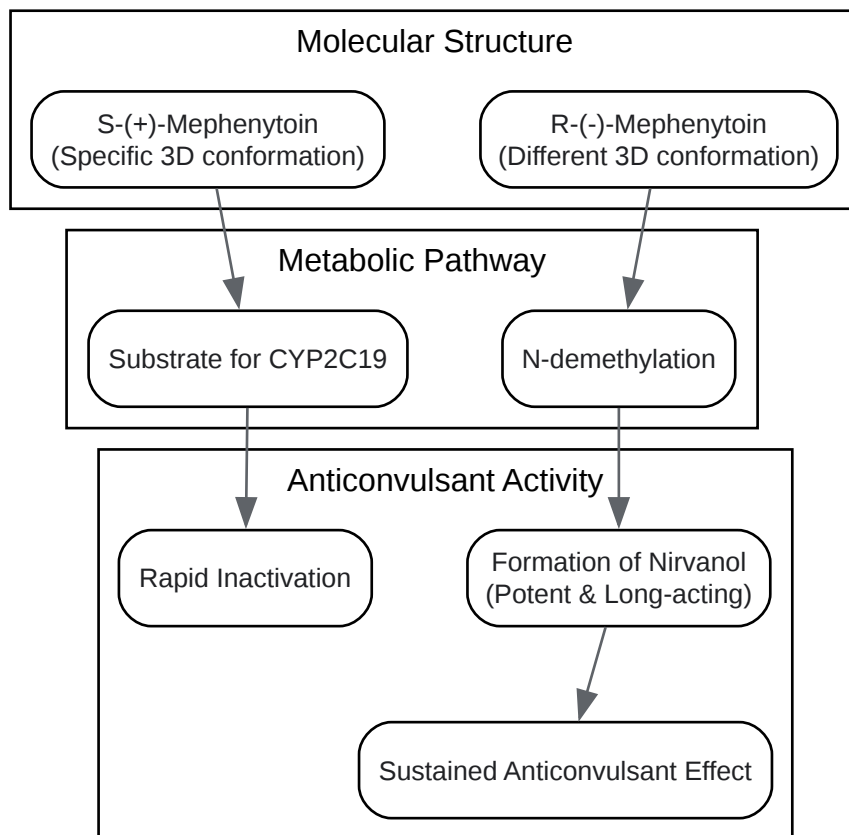 Molecular Structure
S-(+)-Mephenytoin
(Specific 3D conformation)
R-(-)-Mephenytoin
(Different 3D conformation)
Metabolic Pathway
Substrate for CYP2C19
N-demethylation
Anticonvulsant Activity
Rapid Inactivation
Formation of Nirvanol
(Potent & Long-acting)
Sustained Anticonvulsant Effect